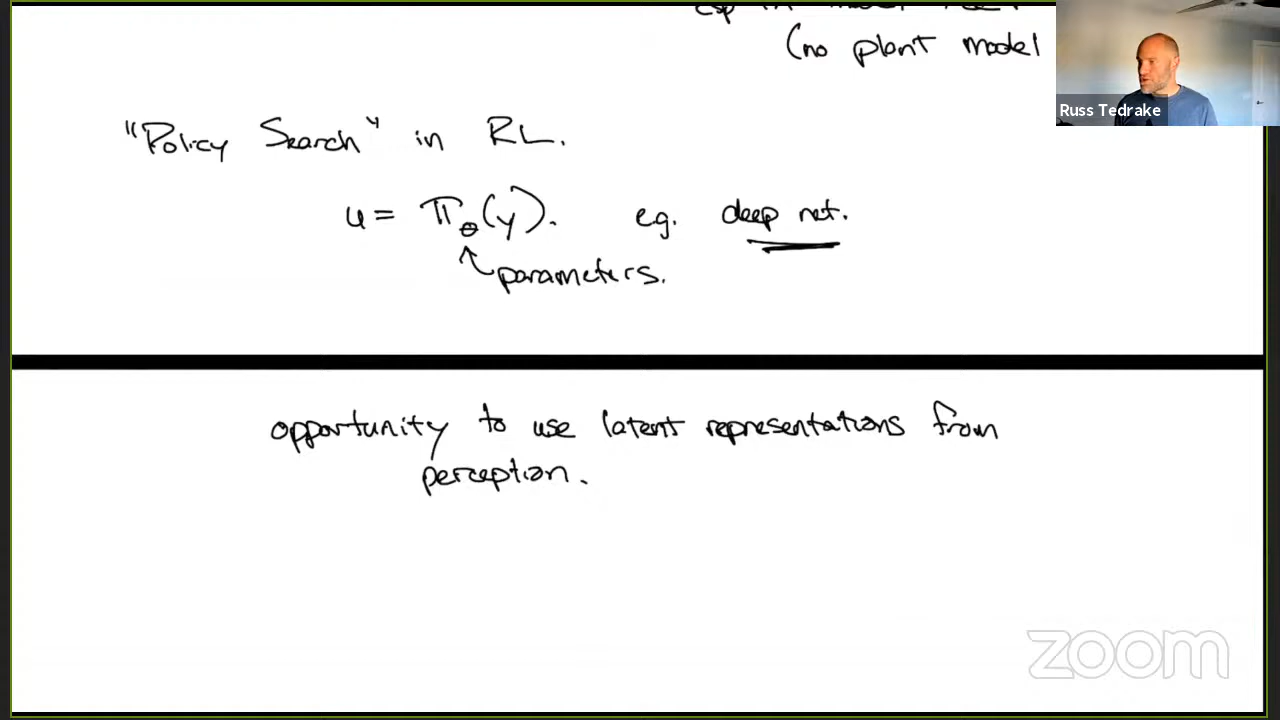 (no plant model
Russ Tedrake
"Policy Search" in RL.
u = π_θ(y). eg. deep net.
parameters.
opportunity to use latent representations from
perception.
zoom